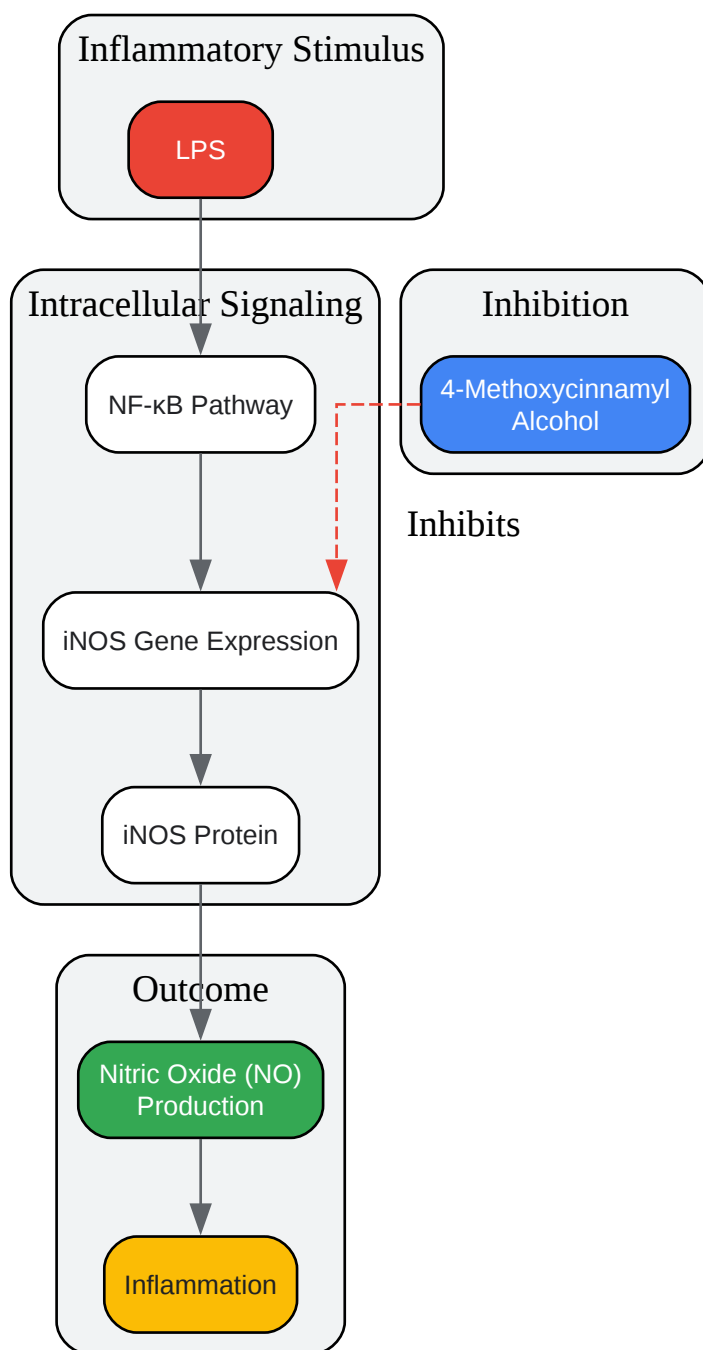 Inflammatory Stimulus
LPS
Intracellular Signaling
Inhibition
NF-κB Pathway
4-Methoxycinnamyl
Alcohol
Inhibits
iNOS Gene Expression
iNOS Protein
Outcome
Nitric Oxide (NO)
Production
Inflammation